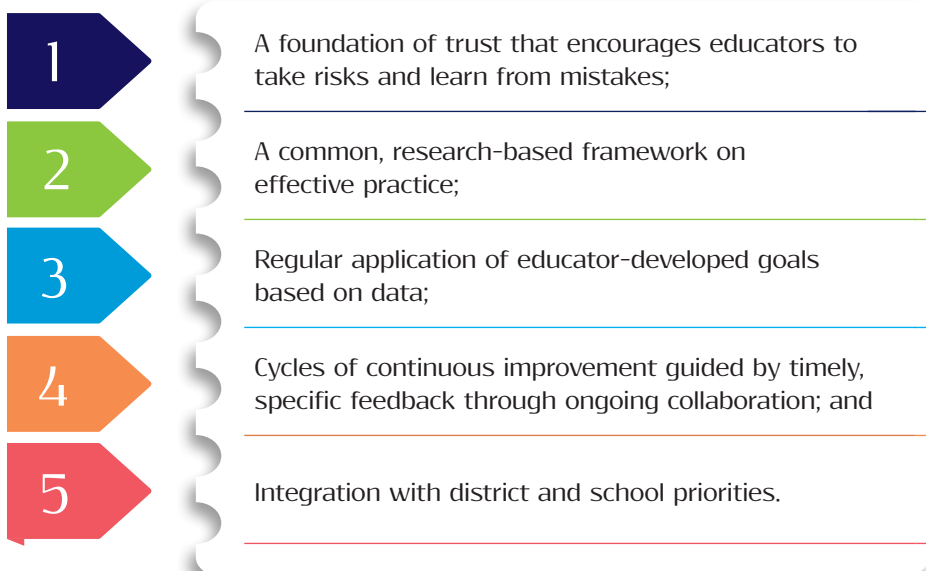 1
A foundation of trust that encourages educators to
take risks and learn from mistakes;
2
A common, research-based framework on
effective practice;
3
Regular application of educator-developed goals
based on data;
4
Cycles of continuous improvement guided by timely,
specific feedback through ongoing collaboration; and
5
Integration with district and school priorities.